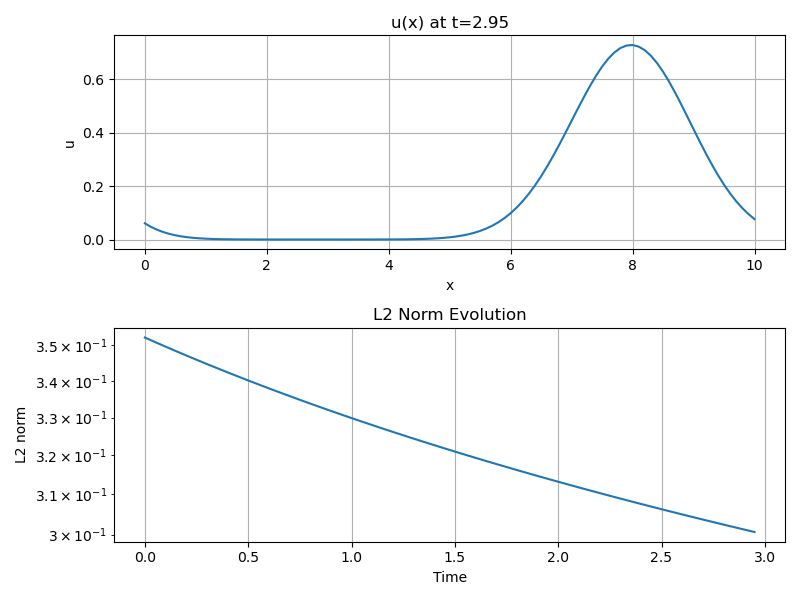 u(x) at t=2.95
u
0.6
0.4
0.2
0.0
0 2 4 6 8 10
x
L2 Norm Evolution
L2 norm
3.5 × 10⁻¹
3.4 × 10⁻¹
3.3 × 10⁻¹
3.2 × 10⁻¹
3.1 × 10⁻¹
3 × 10⁻¹
0.0 0.5 1.0 1.5 2.0 2.5 3.0
Time